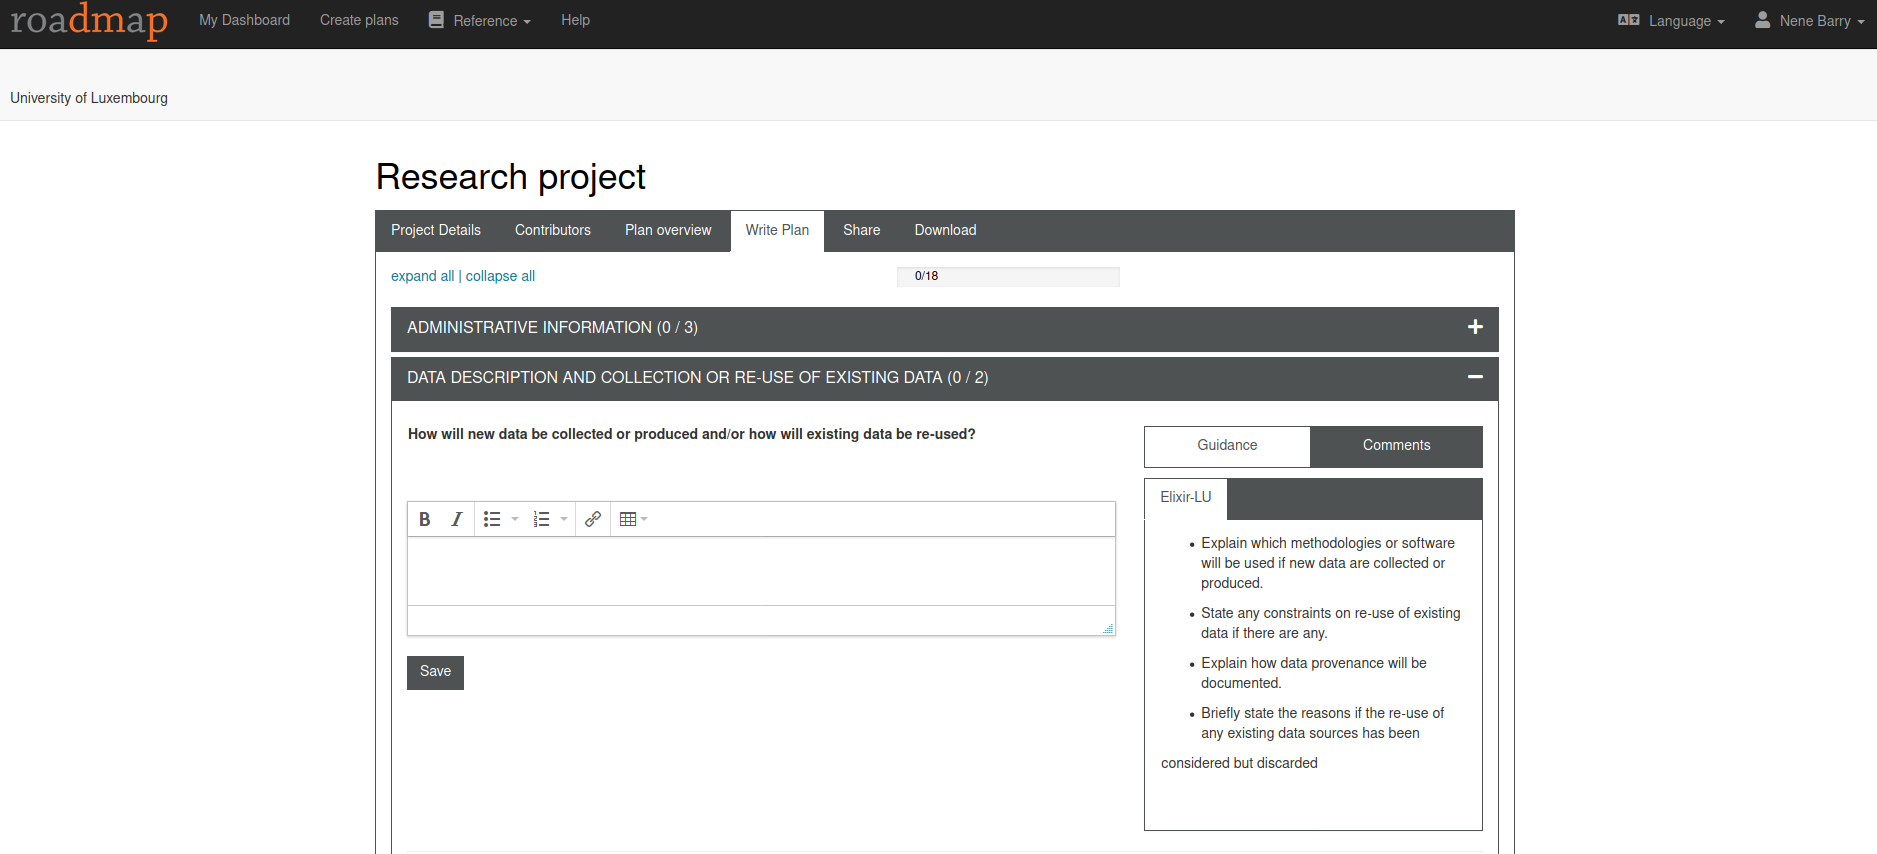 roadmap
My Dashboard
Create plans
Reference
Help
Language
Nene Barry
University of Luxembourg
Research project
Project Details
Contributors
Plan overview
Write Plan
Share
Download
expand all | collapse all
0/18
ADMINISTRATIVE INFORMATION (0 / 3)
DATA DESCRIPTION AND COLLECTION OR RE-USE OF EXISTING DATA (0 / 2)
How will new data be collected or produced and/or how will existing data be re-used?
B I
Save
Guidance
Comments
Elixir-LU
• Explain which methodologies or software
will be used if new data are collected or
produced.
• State any constraints on re-use of existing
data if there are any.
• Explain how data provenance will be
documented.
• Briefly state the reasons if the re-use of
any existing data sources has been
considered but discarded